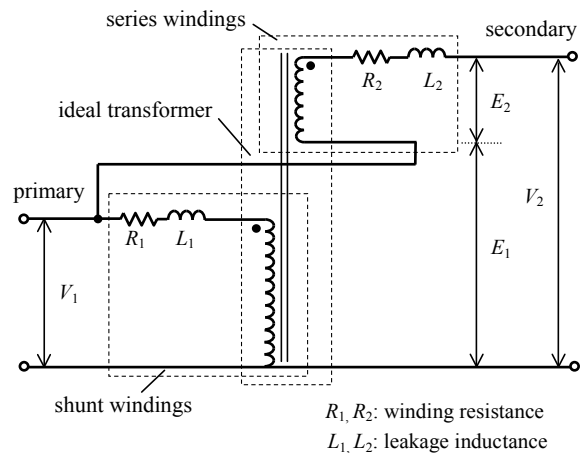 series windings
secondary
R₂
L₂
E₂
ideal transformer
primary
V₂
R₁
L₁
E₁
V₁
shunt windings
R₁, R₂: winding resistance
L₁, L₂: leakage inductance